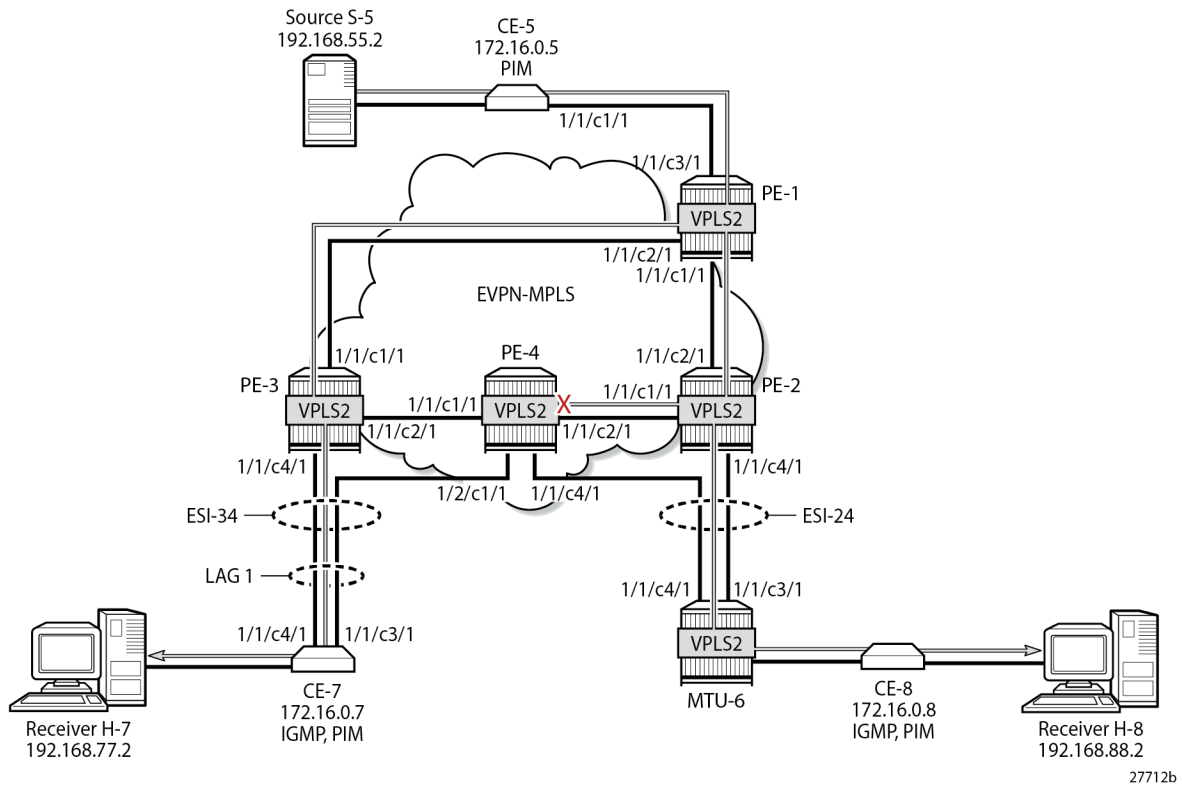 Source S-5
192.168.55.2
CE-5
172.16.0.5
PIM
1/1/c1/1
1/1/c3/1
PE-1
VPLS2
1/1/c2/1
1/1/c1/1
EVPN-MPLS
1/1/c1/1
PE-4
1/1/c2/1
PE-3
1/1/c1/1
PE-2
VPLS2
1/1/c1/1
VPLS2
X
VPLS2
1/1/c2/1
1/1/c2/1
1/1/c4/1
1/2/c1/1
1/1/c4/1
1/1/c4/1
ESI-34
ESI-24
LAG 1
1/1/c4/1
1/1/c3/1
1/1/c4/1
1/1/c3/1
VPLS2
MTU-6
CE-7
172.16.0.7
IGMP, PIM
CE-8
172.16.0.8
IGMP, PIM
Receiver H-7
192.168.77.2
Receiver H-8
192.168.88.2
27712b